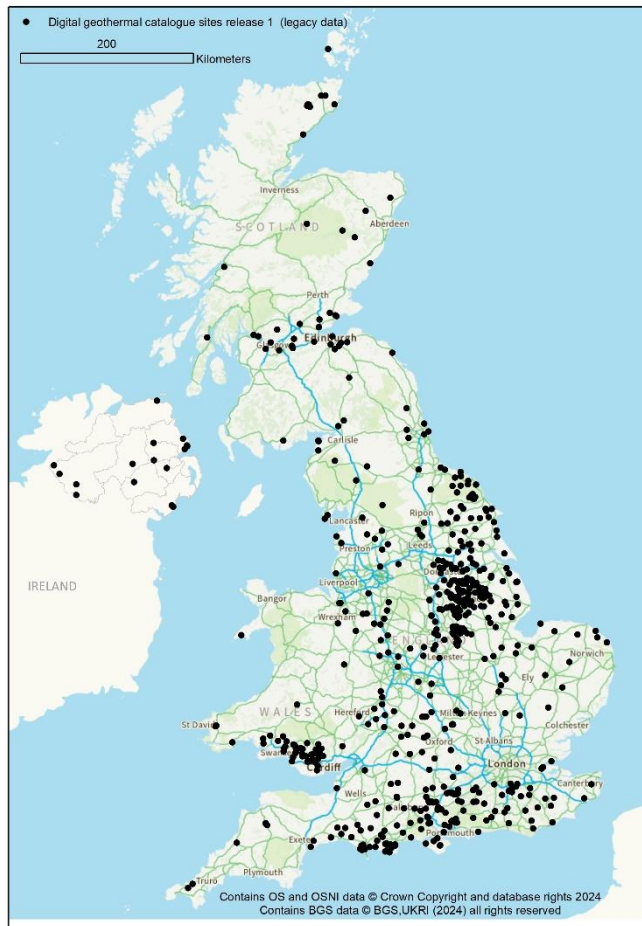 Digital geothermal catalogue sites release 1 (legacy data)
200
Kilometers
Inverness
SCOTLAND
Aberdeen
Perth
Glasgow
Edinburgh
Carlisle
Ripon
Lancaster
Preston
Leeds
Liverpool
Bangor
IRELAND
Wrexham
ENGLAND
Leicester
Norwich
Ely
WALES
Hereford
Milton Keynes
Colchester
St David
Oxford
St Albans
Swansea
Cardiff
London
Wells
Canterbury
Exeter
Portsmouth
Plymouth
Truro
Contains OS and OSNI data © Crown Copyright and database rights 2024
Contains BGS data © BGS,UKRI (2024) all rights reserved